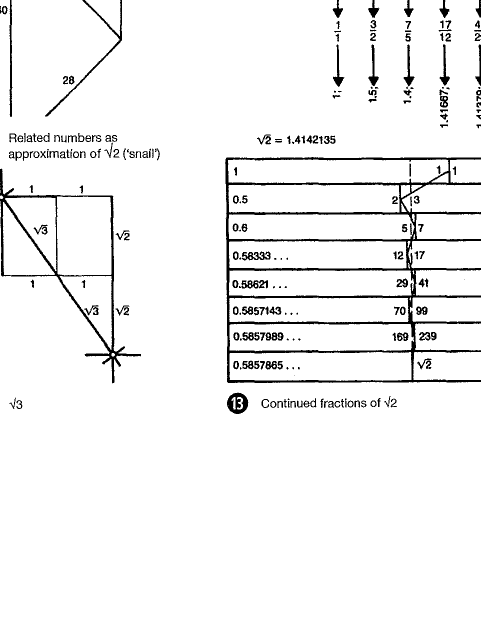 28
Related numbers as
approximation of √2 ('snail')
1 1
√3
√2
1 1
√3
√2
√3
1 3 7 17
1 2 5 12
1; 1.5; 1.4; 1.41667;
√2 = 1.4142135
1 1 1
0.5 2 3
0.6 5 7
0.58333 . . . 12 17
0.58621 . . . 29 41
0.5857143 . . . 70 99
0.5857989 . . . 169 239
0.5857865 . . . √2
13 Continued fractions of √2